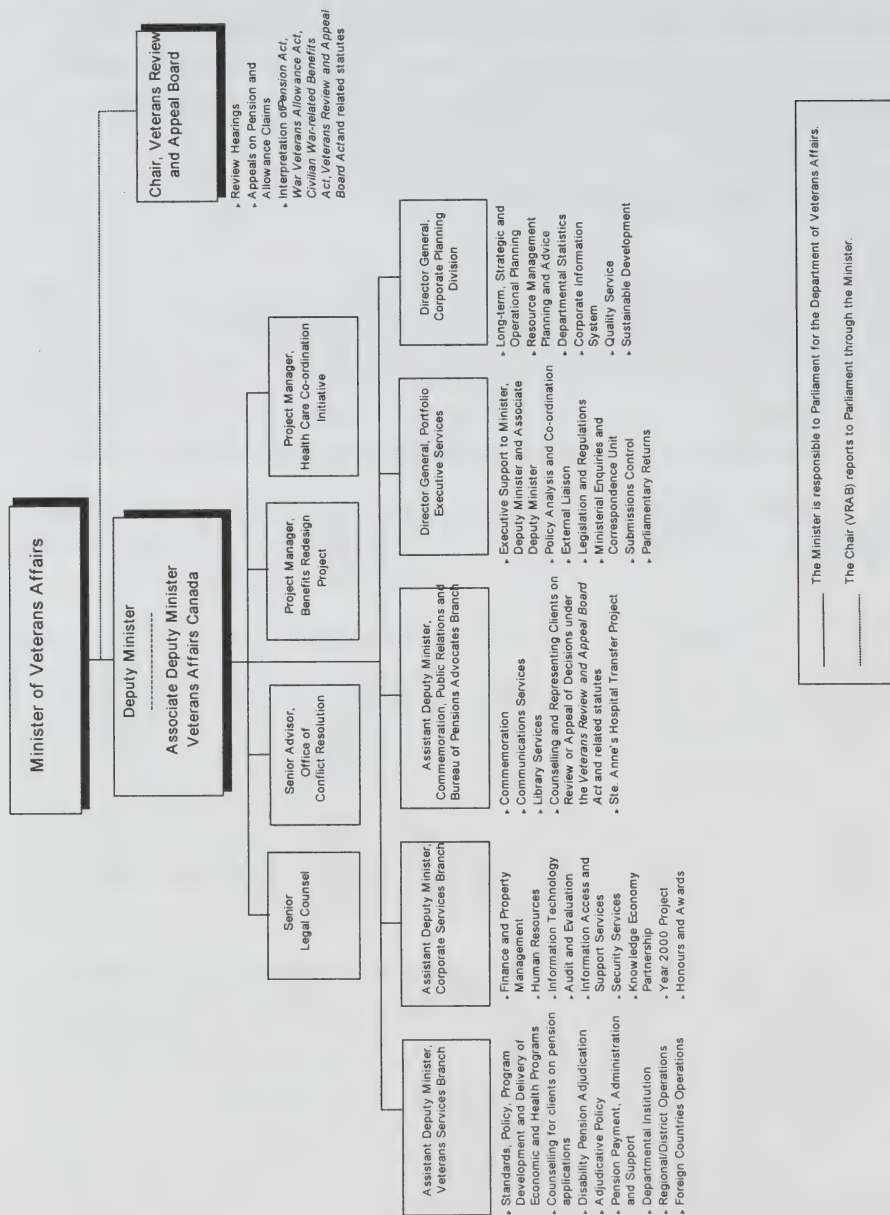 Minister of Veterans Affairs
Deputy Minister
Associate Deputy Minister
Veterans Affairs Canada
Chair, Veterans Review
and Appeal Board
▸ Review Hearings
▸ Appeals on Pension and
Allowance Claims
▸ Interpretation ofPension Act,
War Veterans Allowance Act,
Civilian War-related Benefits
Act, Veterans Review and Appeal
Board Actand related statutes
Senior
Legal Counsel
Senior Advisor,
Office of
Conflict Resolution
Project Manager,
Benefits Redesign
Project
Project Manager,
Health Care Co-ordination
Initiative
Assistant Deputy Minister,
Veterans Services Branch
▸ Standards, Policy, Program
Development and Delivery of
Economic and Health Programs
▸ Counselling for clients on pension
applications
▸ Disability Pension Adjudication
▸ Adjudicative Policy
▸ Pension Payment, Administration
and Support
▸ Departmental Institution
▸ Regional/District Operations
▸ Foreign Countries Operations
Assistant Deputy Minister,
Corporate Services Branch
▸ Finance and Property
Management
▸ Human Resources
▸ Information Technology
▸ Audit and Evaluation
▸ Information Access and
Support Services
▸ Security Services
▸ Knowledge Economy
Partnership
▸ Year 2000 Project
▸ Honours and Awards
Assistant Deputy Minister,
Commemoration, Public Relations and
Bureau of Pensions Advocates Branch
▸ Commemoration
▸ Communications Services
▸ Library Services
▸ Counselling and Representing Clients on
Review or Appeal of Decisions under
the Veterans Review and Appeal Board
Act and related statutes
▸ Ste. Anne's Hospital Transfer Project
Director General, Portfolio
Executive Services
▸ Executive Support to Minister,
Deputy Minister and Associate
Deputy Minister
▸ Policy Analysis and Co-ordination
▸ External Liaison
▸ Legislation and Regulations
▸ Ministerial Enquiries and
Correspondence Unit
▸ Submissions Control
▸ Parliamentary Returns
Director General,
Corporate Planning
Division
▸ Long-term, Strategic and
Operational Planning
▸ Resource Management
Planning and Advice
▸ Departmental Statistics
▸ Corporate Information
System
▸ Quality Service
▸ Sustainable Development
The Minister is responsible to Parliament for the Department of Veterans Affairs.
The Chair (VRAB) reports to Parliament through the Minister.